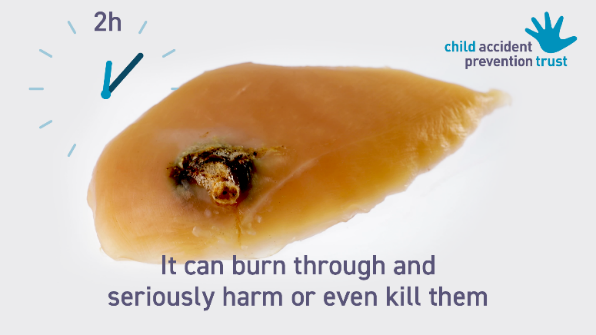 2h
child accident
prevention trust
It can burn through and
seriously harm or even kill them